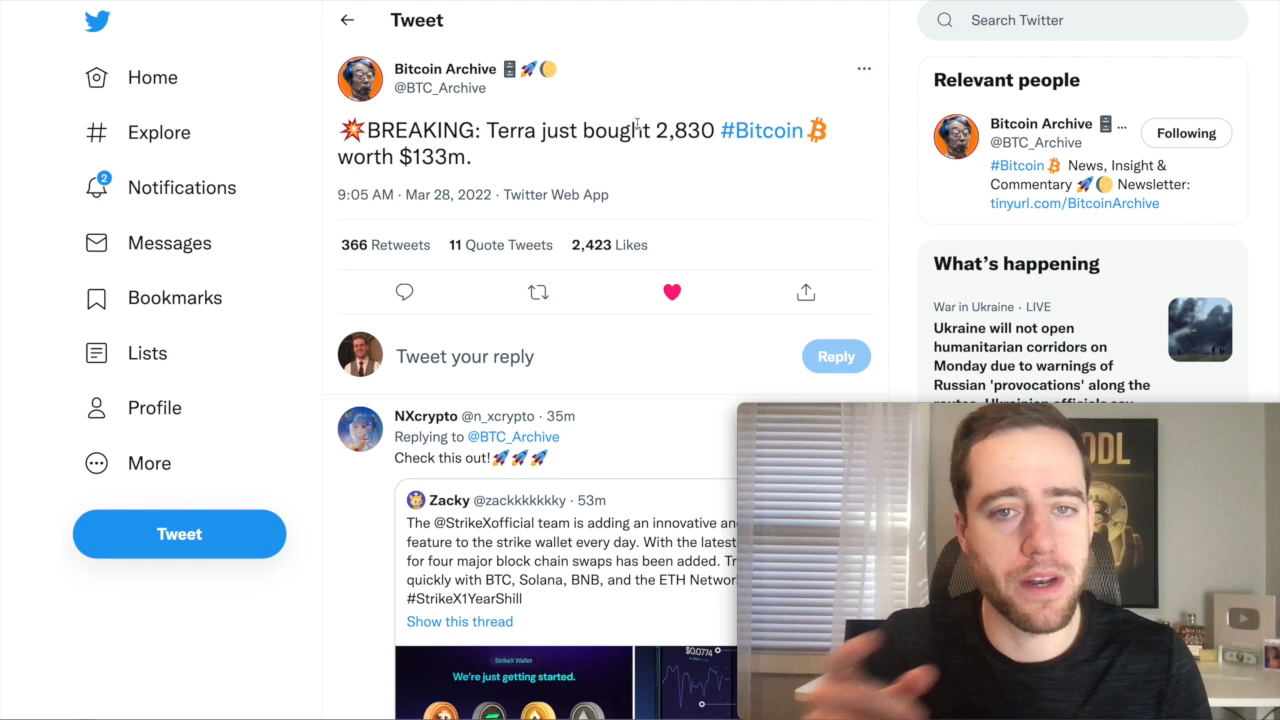 Home
Explore
2
Notifications
Messages
Bookmarks
Lists
Profile
More
Tweet
Tweet
Bitcoin Archive 🗄️🚀🌔
@BTC_Archive
💥BREAKING: Terra just bought 2,830 #Bitcoin
worth $133m.
9:05 AM · Mar 28, 2022 · Twitter Web App
366 Retweets 11 Quote Tweets 2,423 Likes
Tweet your reply
Reply
NXcrypto @n_xcrypto · 35m
Replying to @BTC_Archive
Check this out!🚀🚀🚀
Zacky @zackkkkkkky · 53m
The @StrikeXofficial team is adding an innovative
feature to the strike wallet every day. With the latest
for four major block chain swaps has been added.
quickly with BTC, Solana, BNB, and the ETH
#StrikeX1YearShill
Show this thread
StrikeX Wallet
We're just getting started.
$0.0774
Search Twitter
Relevant people
Bitcoin Archive 🗄️ ...
@BTC_Archive
Following
#Bitcoin News, Insight &
Commentary 🚀🌔 Newsletter:
tinyurl.com/BitcoinArchive
What's happening
War in Ukraine · LIVE
Ukraine will not open
humanitarian corridors on
Monday due to warnings of
Russian 'provocations' along the